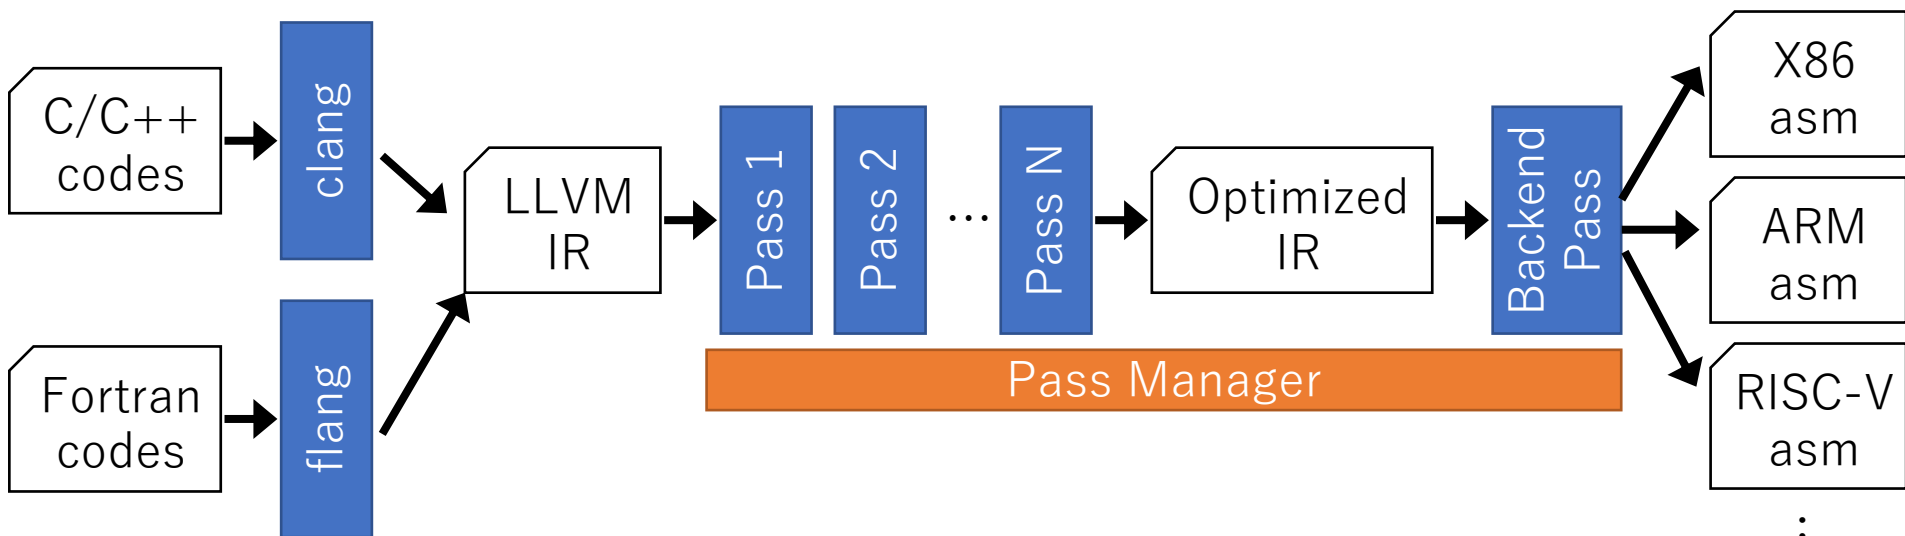 C/C++
codes
clang
Fortran
codes
flang
LLVM
IR
Pass 1
Pass 2
...
Pass N
Optimized
IR
Backend
Pass
Pass Manager
X86
asm
ARM
asm
RISC-V
asm
: